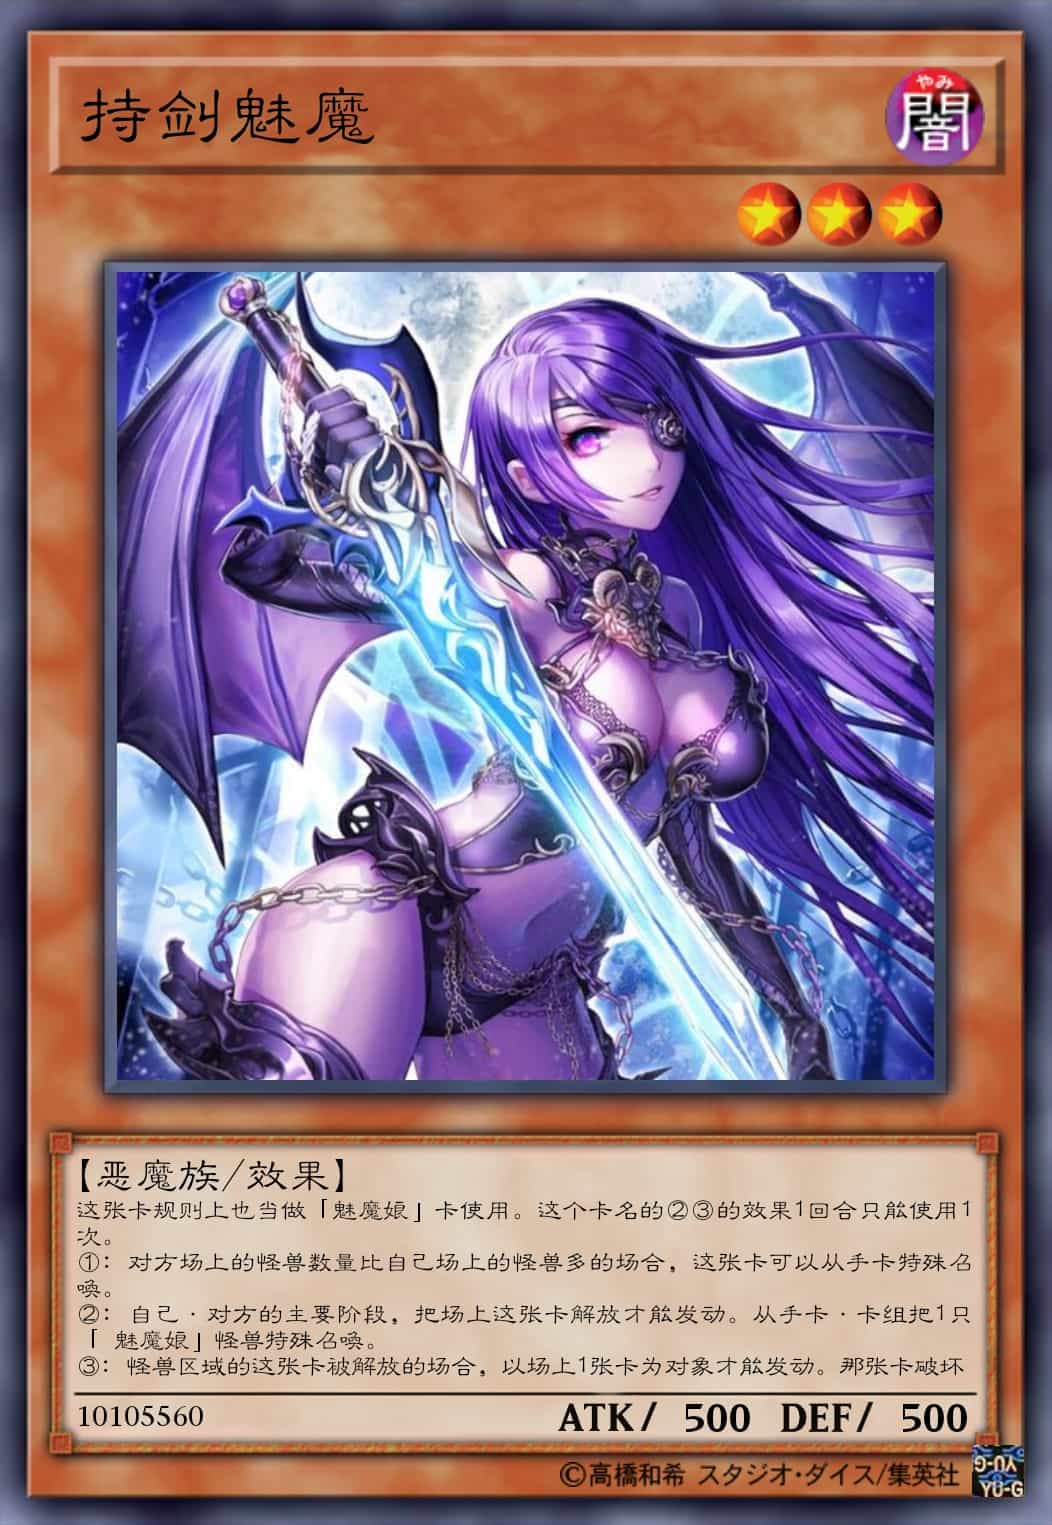 持剑魅魔
やみ
闇
【恶魔族/效果】
这张卡规则上也当做「魅魔娘」卡使用。这个卡名的②③的效果1回合只能使用1
次。
①：对方场上的怪兽数量比自己场上的怪兽多的场合，这张卡可以从手卡特殊召
唤。
②：自己·对方的主要阶段，把场上这张卡解放才能发动。从手卡·卡组把1只
「 魅魔娘」怪兽特殊召唤。
③：怪兽区域的这张卡被解放的场合，以场上1张卡为对象才能发动。那张卡破坏
10105560
ATK/ 500 DEF/ 500
©高橋和希 スタジオ・ダイス/集英社
YU-G
YU-G